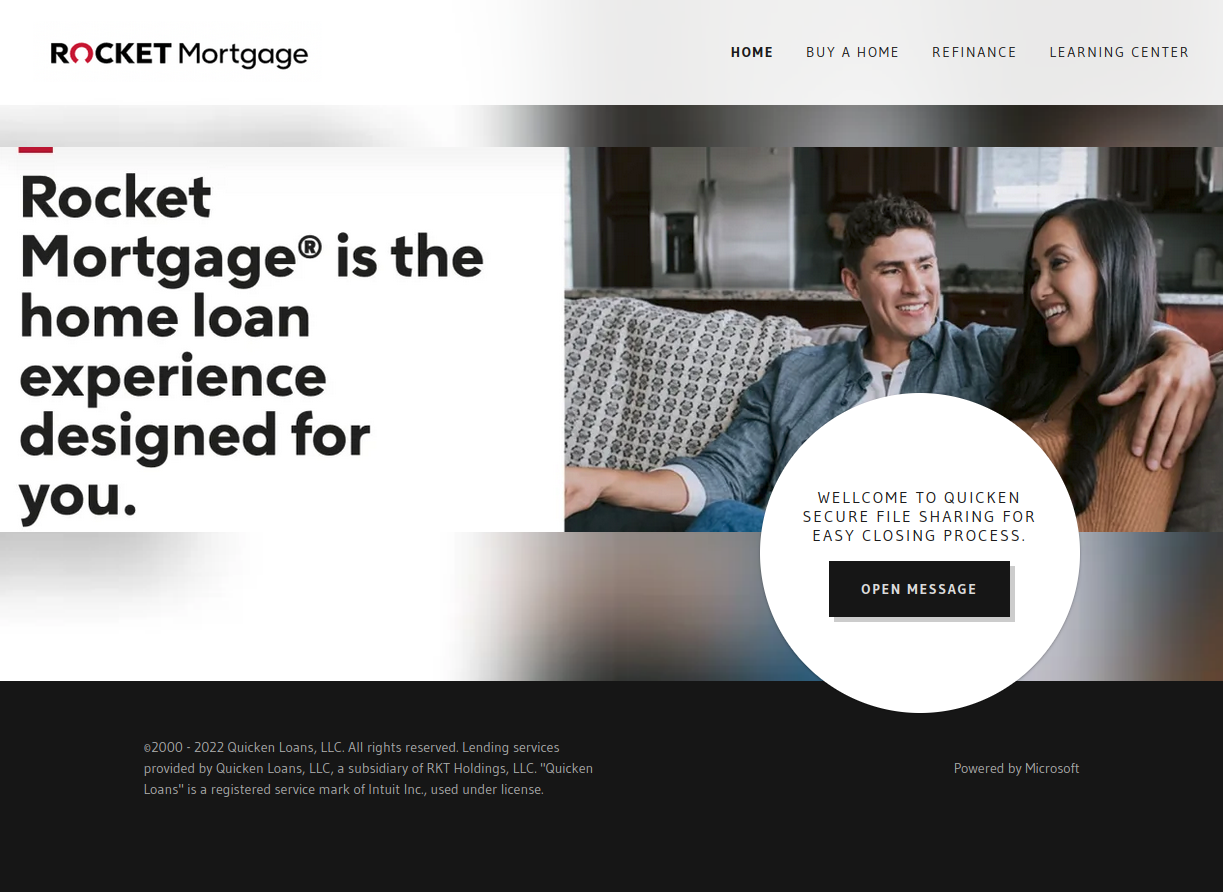 ROCKET Mortgage
HOME BUY A HOME REFINANCE LEARNING CENTER
Rocket
Mortgage® is the
home loan
experience
designed for
you.
WELLCOME TO QUICKEN
SECURE FILE SHARING FOR
EASY CLOSING PROCESS.
OPEN MESSAGE
©2000 - 2022 Quicken Loans, LLC. All rights reserved. Lending services
provided by Quicken Loans, LLC, a subsidiary of RKT Holdings, LLC. "Quicken
Loans" is a registered service mark of Intuit Inc., used under license.
Powered by Microsoft